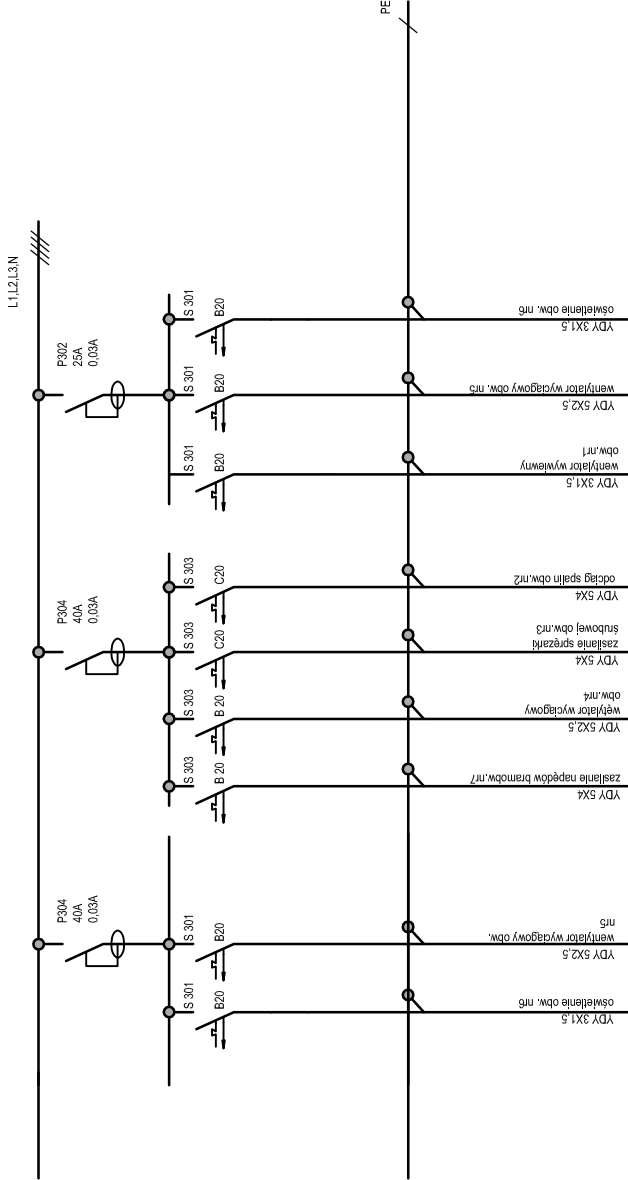 L1,L2,L3,N
PE
P302
25A
0,03A
S 301
B20
S 301
B20
S 301
B20
oświetlenie obw. nr6
YDY 3X1,5
wentylator wyciągowy obw. nr5
YDY 5X2,5
obw.nr1
wentylator wywiewny
YDY 3X1,5
P304
40A
0,03A
S 303
C20
S 303
C20
S 303
B 20
S 303
B 20
odciąg spalin obw.nr2
YDY 5X4
śrubowej obw.nr3
zasilanie sprężarki
YDY 5X4
obw.nr4
wętylator wyciągowy
YDY 5X2,5
zasilanie napędów bramobw.nr7
YDY 5X4
P304
40A
0,03A
S 301
B20
S 301
B20
nr5
wentylator wyciągowy obw.
YDY 5X2,5
oświetlenie obw. nr6
YDY 3X1,5